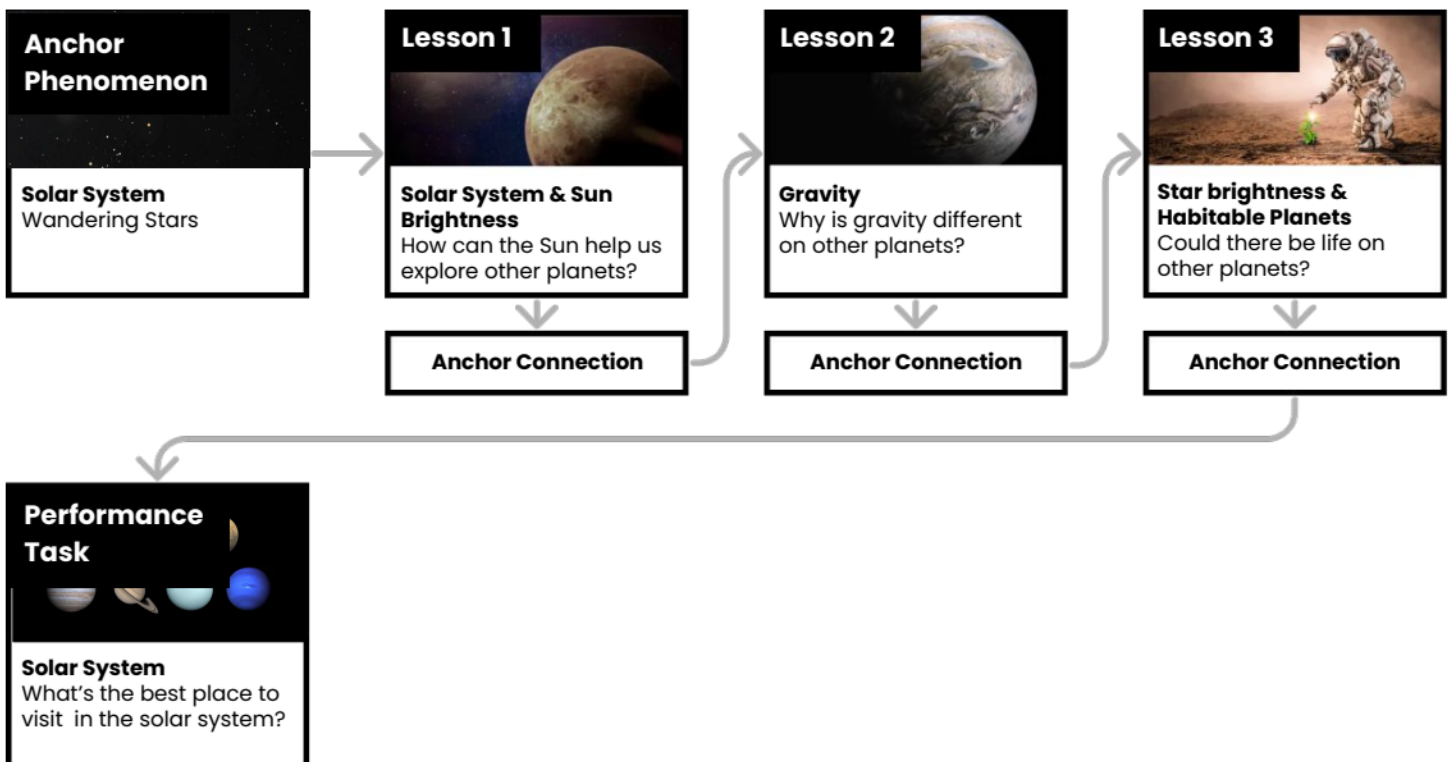 Anchor
Phenomenon
Solar System
Wandering Stars
Lesson 1
Solar System & Sun
Brightness
How can the Sun help us
explore other planets?
Anchor Connection
Lesson 2
Gravity
Why is gravity different
on other planets?
Anchor Connection
Lesson 3
Star brightness &
Habitable Planets
Could there be life on
other planets?
Anchor Connection
Performance
Task
Solar System
What's the best place to
visit in the solar system?